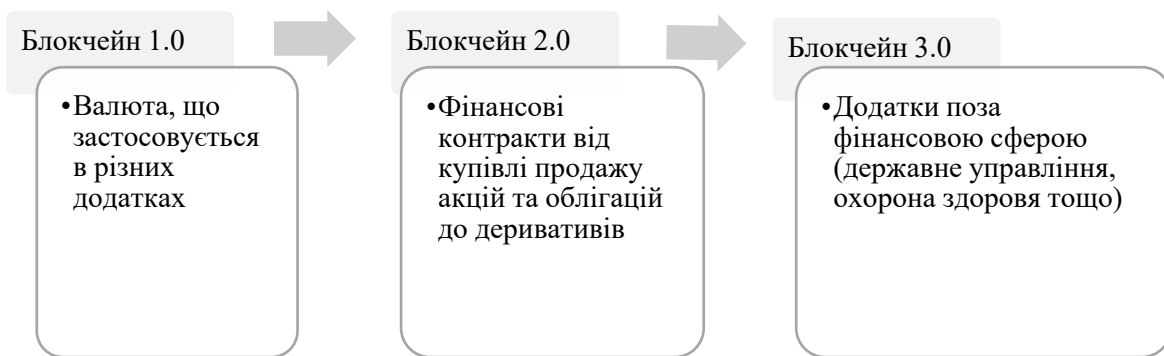 Блокчейн 1.0
•Валюта, що
застосовується
в різних
додатках
Блокчейн 2.0
•Фінансові
контракти від
купівлі продажу
акцій та облігацій
до деривативів
Блокчейн 3.0
•Додатки поза
фінансовою сферою
(державне управління,
охорона здоровя тощо)